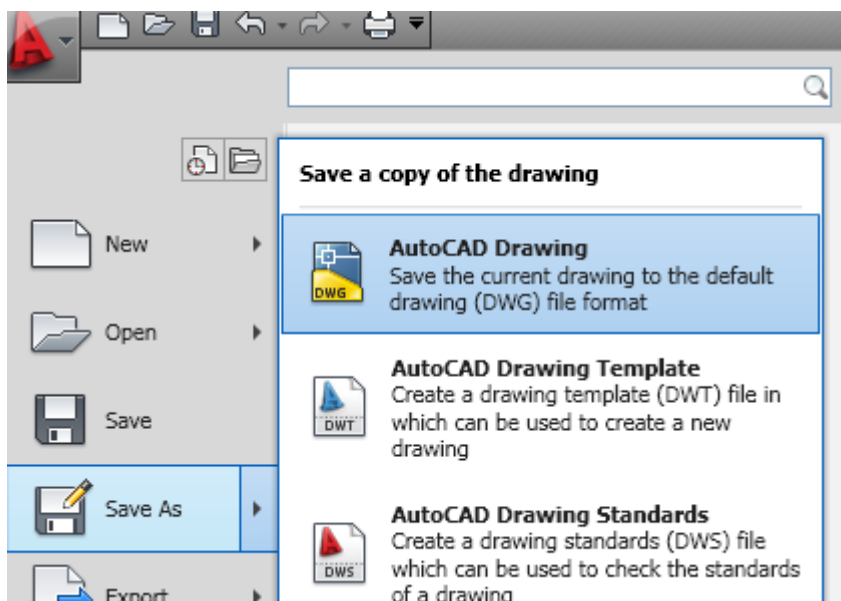 Save a copy of the drawing
New
AutoCAD Drawing
Save the current drawing to the default
drawing (DWG) file format
DWG
Open
AutoCAD Drawing Template
Create a drawing template (DWT) file in
which can be used to create a new
drawing
DWT
Save
Save As
AutoCAD Drawing Standards
Create a drawing standards (DWS) file
which can be used to check the standards
of a drawing
DWS
Export